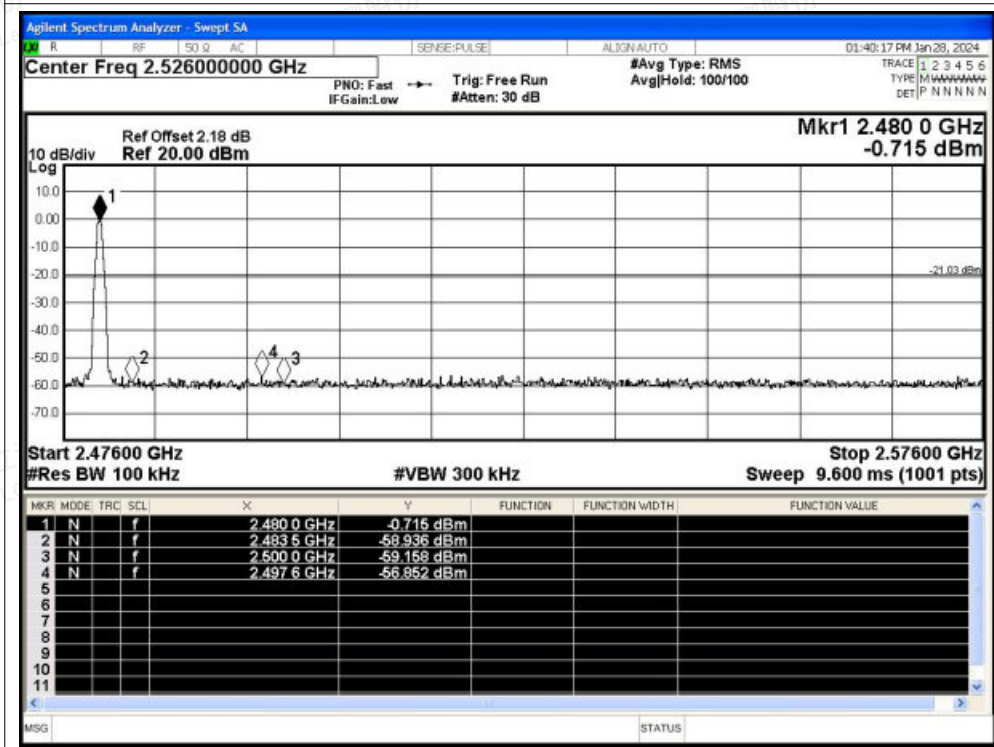 Agilent Spectrum Analyzer - Swept SA
R RF 50 Ω AC SENSE:PULSE ALIGN AUTO 01:40:17 PM Jan 28, 2024
Center Freq 2.526000000 GHz
PNO: Fast
IFGain:Low
Trig: Free Run
#Atten: 30 dB
#Avg Type: RMS
Avg|Hold: 100/100
TRACE 1 2 3 4 5 6
TYPE M
DET P N N N N N
Mkr1 2.480 0 GHz
-0.715 dBm
Ref Offset 2.18 dB
10 dB/div Ref 20.00 dBm
Log
10.0
0.00
-10.0
-20.0
-30.0
-40.0
-50.0
-60.0
-70.0
1
2
4
3
-21.03 dBm
Start 2.47600 GHz Stop 2.57600 GHz
#Res BW 100 kHz #VBW 300 kHz Sweep 9.600 ms (1001 pts)
MKR MODE TRC SCL X Y FUNCTION FUNCTION WIDTH FUNCTION VALUE
1 N f 2.480 0 GHz -0.715 dBm
2 N f 2.483 5 GHz -58.936 dBm
3 N f 2.500 0 GHz -59.158 dBm
4 N f 2.497 6 GHz -56.852 dBm
5
6
7
8
9
10
11
MSG STATUS